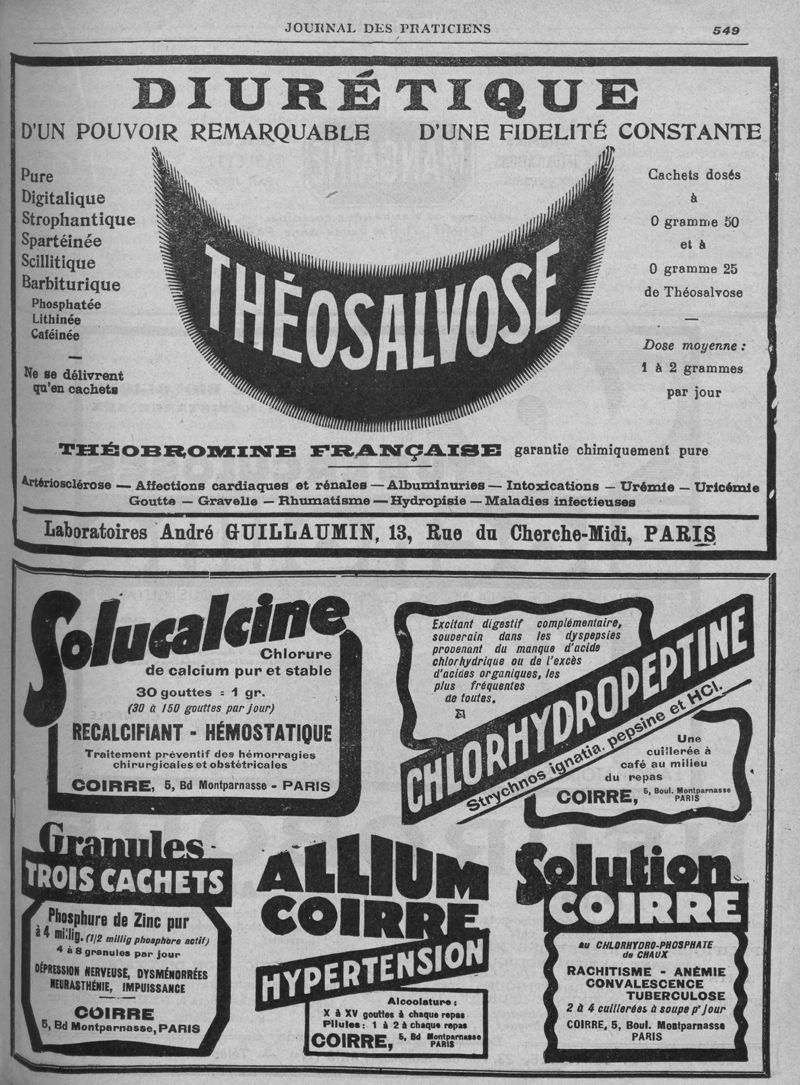 JOURNAL DES PRATICIENS
549
DIURÉTIQUE
D'UN POUVOIR REMARQUABLE D'UNE FIDELITÉ CONSTANTE
Pure
Digitalique
Strophantique
Spartéinée
Scillitique
Barbiturique
Phosphatée
Lithinée
Caféinée
Ne se délivrent
qu'en cachets
THÉOSALVOSE
Cachets dosés
à
0 gramme 50
et à
0 gramme 25
de Théosalvose
Dose moyenne :
1 à 2 grammes
par jour
THÉOBROMINE FRANÇAISE garantie chimiquement pure
Artériosclérose — Affections cardiaques et rénales — Albuminuries — Intoxications — Urémie — Uricémie
Goutte — Gravelle — Rhumatisme — Hydropisie — Maladies infectieuses
Laboratoires André GUILLAUMIN, 13, Rue du Cherche-Midi, PARIS
Solucalcine
Chlorure
de calcium pur et stable
30 gouttes = 1 gr.
(30 à 150 gouttes par jour)
RECALCIFIANT - HÉMOSTATIQUE
Traitement préventif des hémorragies
chirurgicales et obstétricales
COIRRE, 5, Bd Montparnasse - PARIS
Excitant digestif complémentaire,
souverain dans les dyspepsies
provenant du manque d'acide
chlorhydrique ou de l'excès
d'acides organiques, les
plus fréquentes
de toutes.
CHLORHYDROPEPTINE
Strychnos ignatia, pepsine et HCl.
Une
cuillerée à
café au milieu
du repas
COIRRE, 5, Boul. Montparnasse
PARIS
Granules
TROIS CACHETS
Phosphure de Zinc pur
à 4 millig. (1/2 millig phosphore actif)
4 à 8 granules par jour
DÉPRESSION NERVEUSE, DYSMÉNORRÉES
NEURASTHÉNIE, IMPUISSANCE
COIRRE
5, Bd Montparnasse, PARIS
ALLIUM
COIRRE
HYPERTENSION
Alcoolature :
X à XV gouttes à chaque repas
Pilules : 1 à 2 à chaque repas
COIRRE, 5, Bd Montparnasse
PARIS
Solution
COIRRE
au CHLORHYDRO-PHOSPHATE
de CHAUX
RACHITISME - ANÉMIE
CONVALESCENCE
TUBERCULOSE
2 à 4 cuillerées à soupe pr jour
COIRRE, 5, Boul. Montparnasse
PARIS